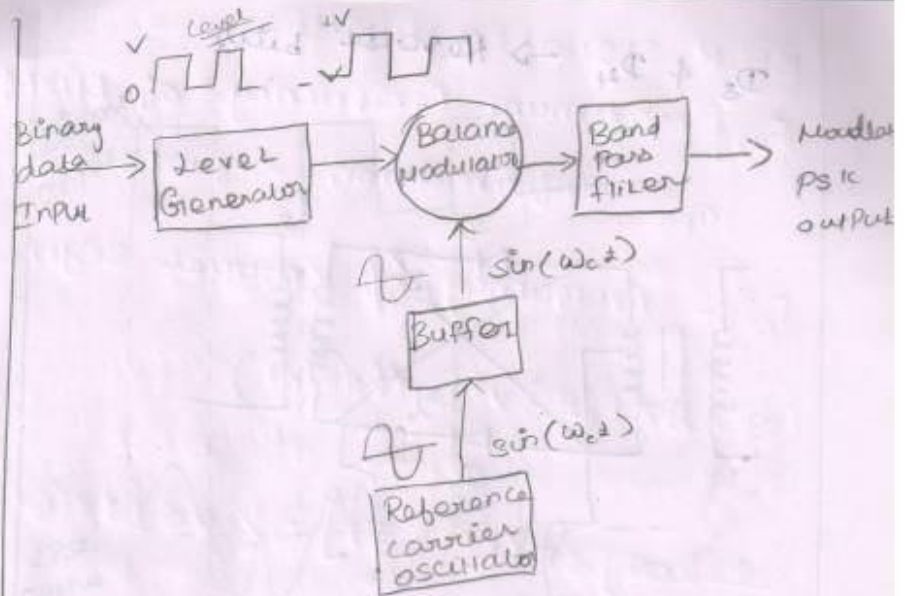 Level
V
0
+V
-V
Binary
data
Input
Level
Generator
Balance
Modulator
Band
Pass
filter
PSK
output
sin(ωct)
Buffer
sin(ωct)
Reference
carrier
oscillator